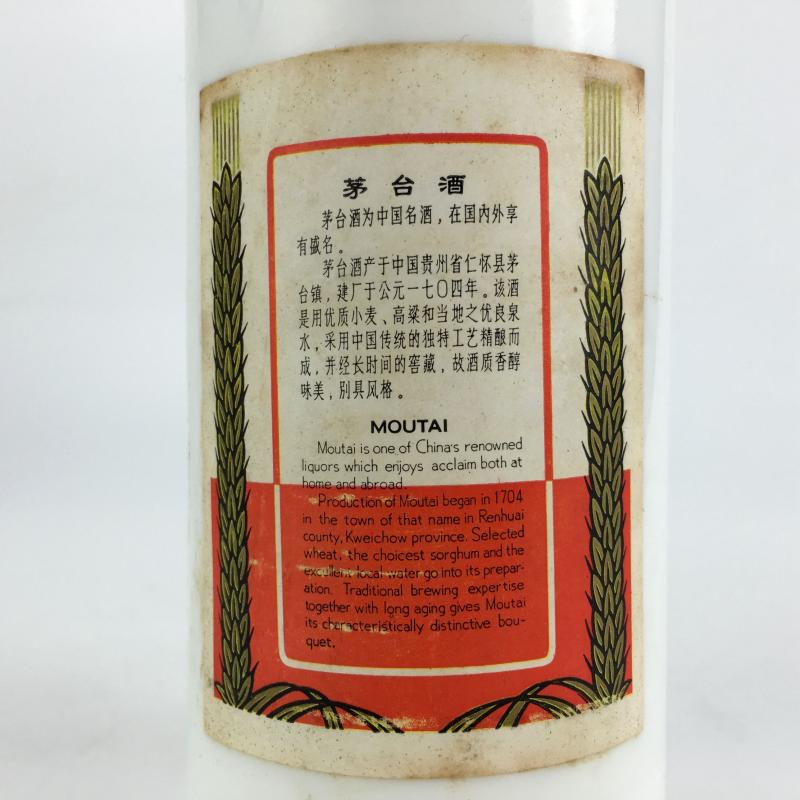 茅台酒
茅台酒为中国名酒，在国内外享
有盛名。
茅台酒产于中国贵州省仁怀县茅
台镇，建厂于公元一七〇四年。该酒
是用优质小麦、高粱和当地之优良泉
水，采用中国传统的独特工艺精酿而
成，并经长时间的窖藏，故酒质香醇
味美，别具风格。
MOUTAI
Moutai is one of China's renowned
liquors which enjoys acclaim both at
home and abroad.
Production of Moutai began in 1704
in the town of that name in Renhuai
county, Kweichow province. Selected
wheat, the choicest sorghum and the
excellent local water go into its prepar-
ation. Traditional brewing expertise
together with long aging gives Moutai
its characteristically distinctive bou-
quet.